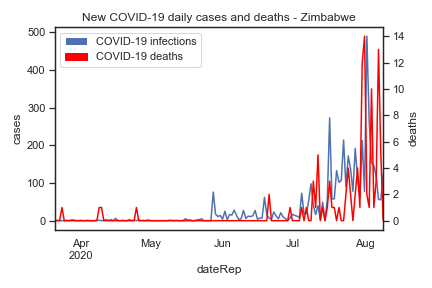 New COVID-19 daily cases and deaths - Zimbabwe
COVID-19 infections
COVID-19 deaths
500
400
300
200
100
0
cases
14
12
10
8
6
4
2
0
deaths
Apr
2020
May
Jun
Jul
Aug
dateRep